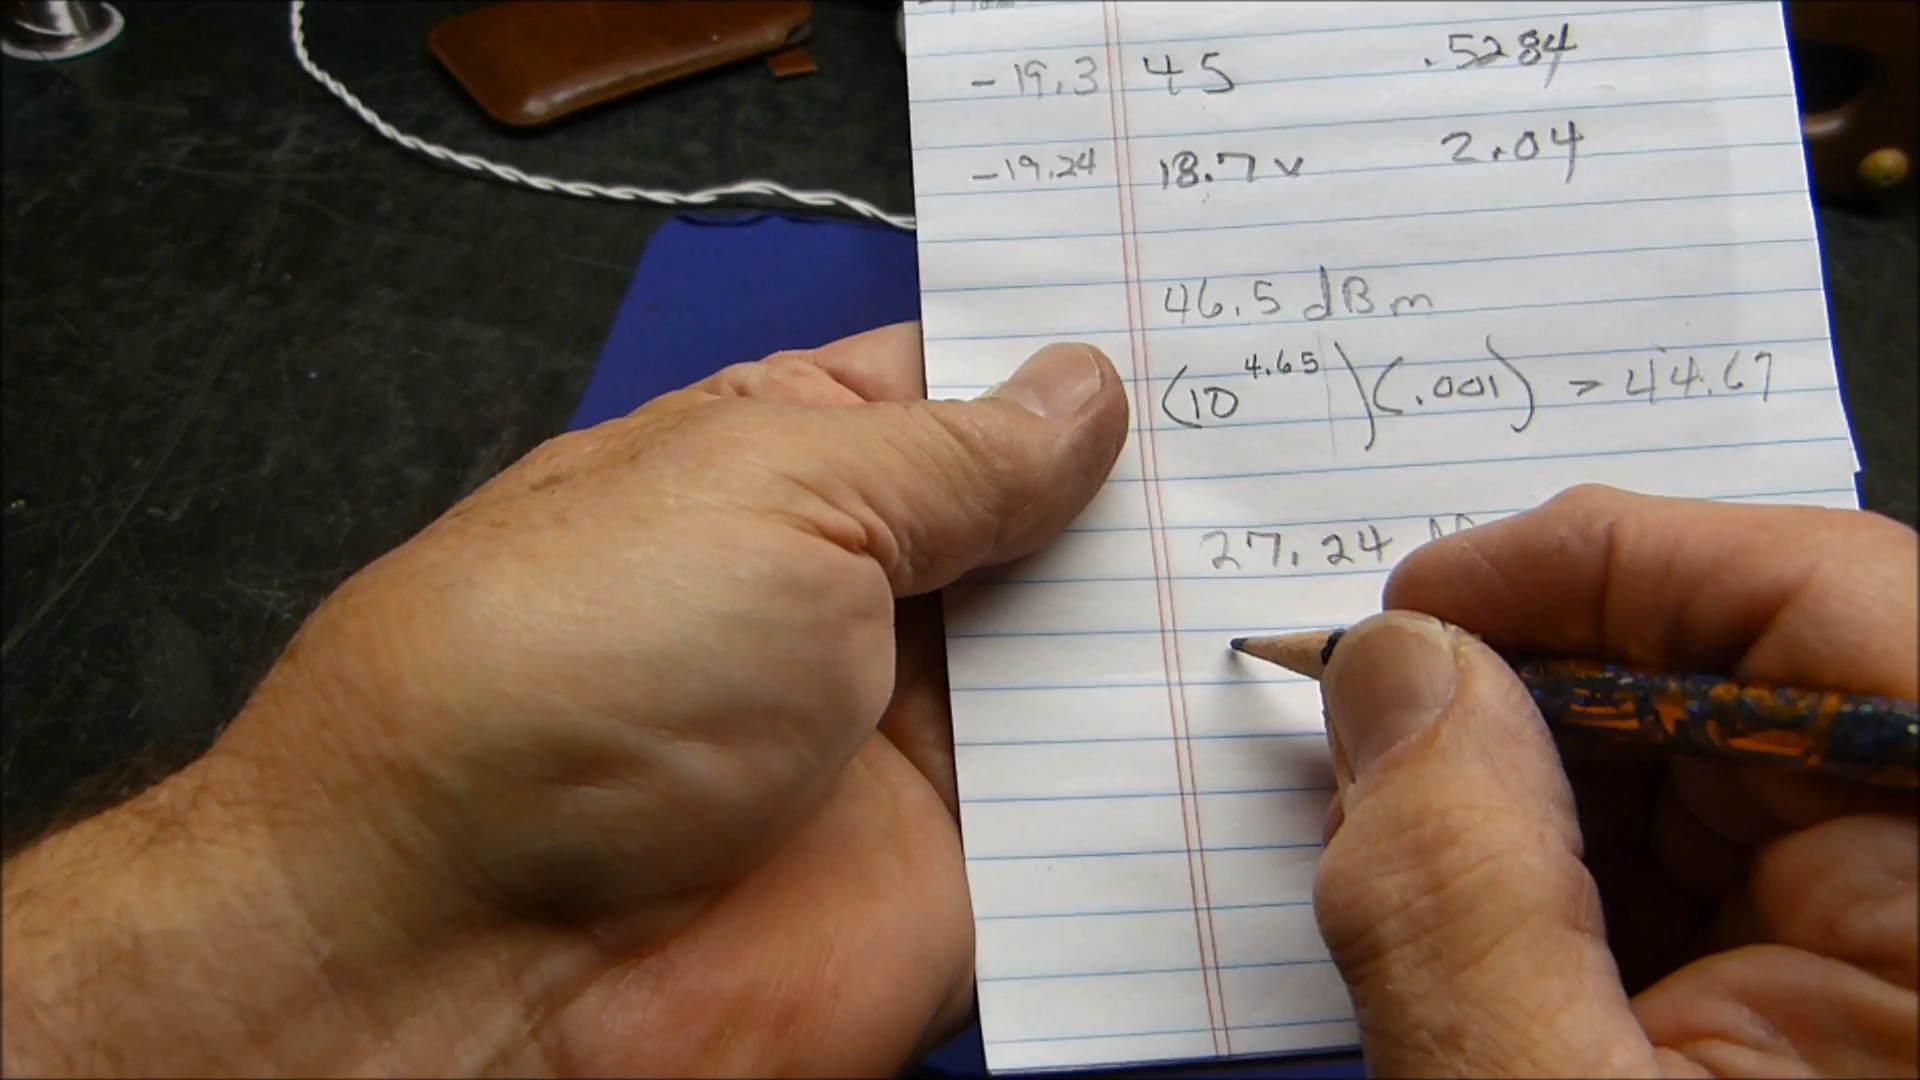 -19.3 45 .5284
-19.24 18.7 v 2.04
46.5 dBm
(10^4.65)(.001) = 44.67
27.24